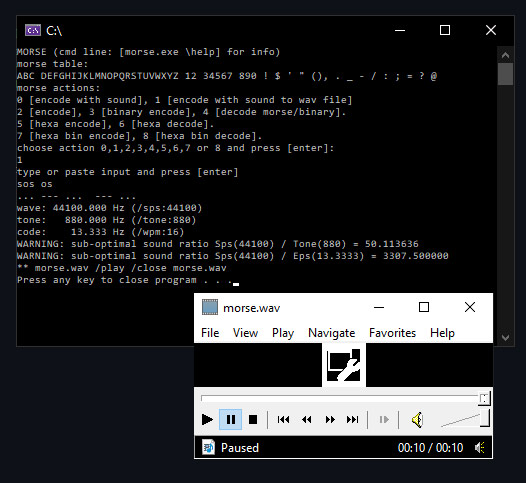 C:\
MORSE (cmd line: [morse.exe \help] for info)
morse table:
ABC DEFGHIJKLMNOPQRSTUVWXYZ 12 34567 890 ! $ ' " (), . _ - / : ; = ? @
morse actions:
0 [encode with sound], 1 [encode with sound to wav file]
2 [encode], 3 [binary encode], 4 [decode morse/binary].
5 [hexa encode], 6 [hexa decode].
7 [hexa bin encode], 8 [hexa bin decode].
choose action 0,1,2,3,4,5,6,7 or 8 and press [enter]:
1
type or paste input and press [enter]
sos os
... --- ...  --- ...
wave: 44100.000 Hz (/sps:44100)
tone:   880.000 Hz (/tone:880)
code:    13.333 Hz (/wpm:16)
WARNING: sub-optimal sound ratio Sps(44100) / Tone(880) = 50.113636
WARNING: sub-optimal sound ratio Sps(44100) / Eps(13.3333) = 3307.500000
** morse.wav /play /close morse.wav
Press any key to close program . . .
morse.wav
File View Play Navigate Favorites Help
Paused 00:10 / 00:10